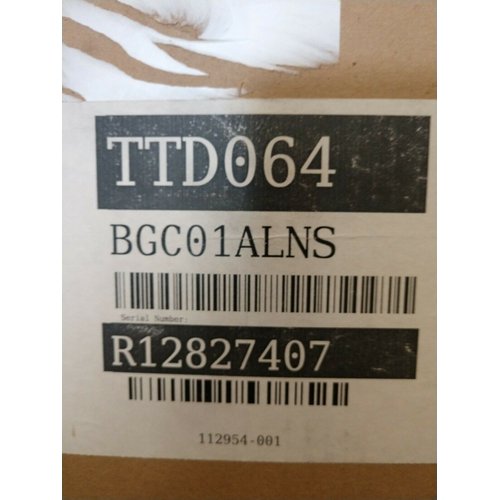 TTD064
BGC01ALNS
Serial Number:
R12827407
112954-001